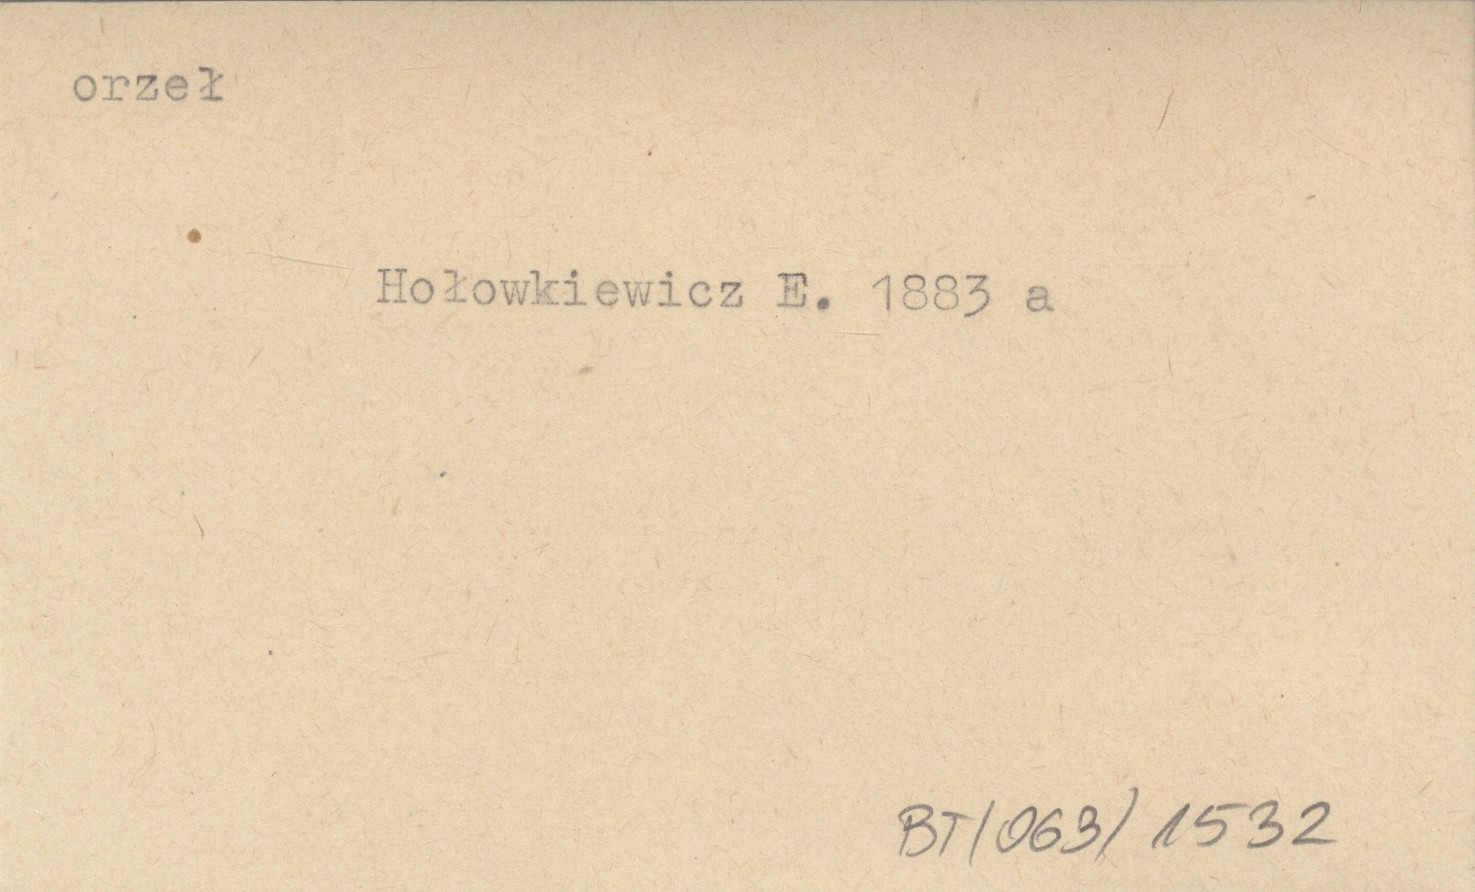 orzeł
Hołowkiewicz E. 1883 a
BT/063/ 1532